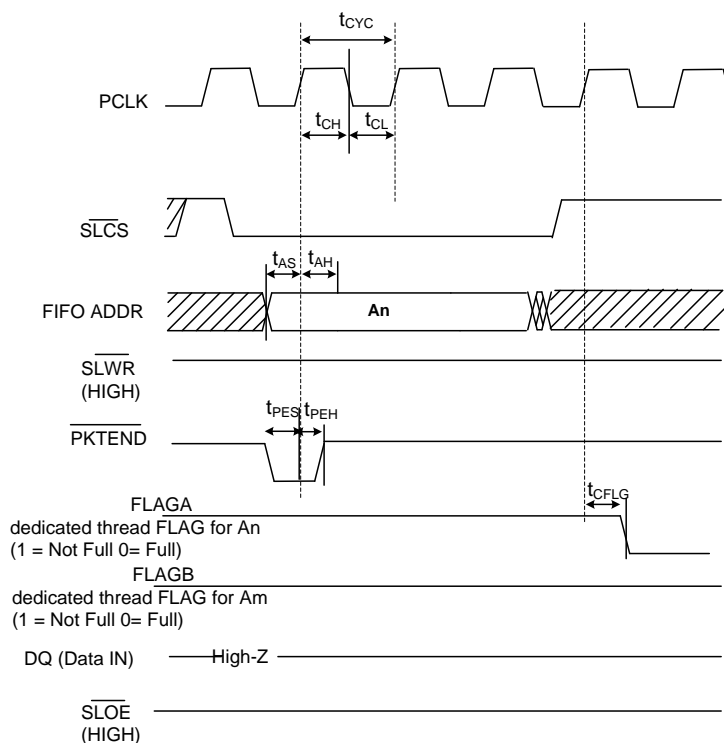 tCYC
PCLK
tCH
tCL
SLCS
tAS
tAH
FIFO ADDR
An
SLWR
(HIGH)
tPES
tPEH
PKTEND
tCFLG
FLAGA
dedicated thread FLAG for An
(1 = Not Full 0= Full)
FLAGB
dedicated thread FLAG for Am
(1 = Not Full 0= Full)
DQ (Data IN)
High-Z
SLOE
(HIGH)